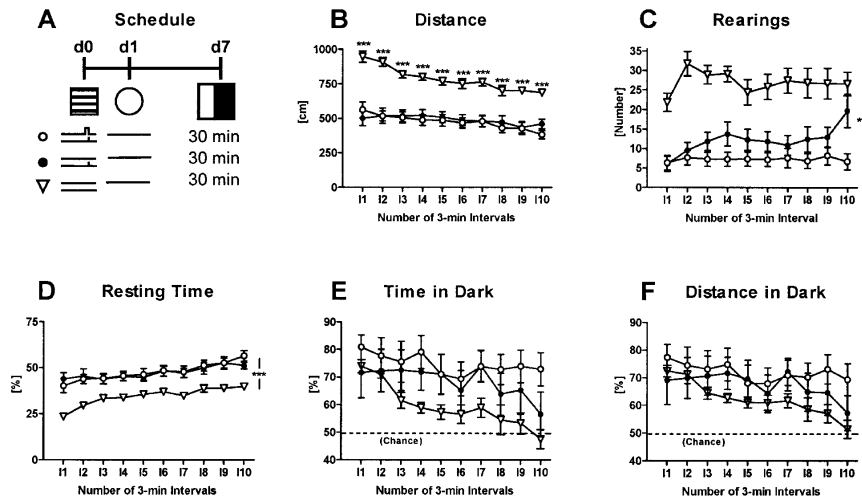 A
Schedule
d0 d1 d7
30 min
30 min
30 min
B
Distance
[cm]
1000
750
500
250
0
*** *** *** *** *** *** *** *** *** ***
I1 I2 I3 I4 I5 I6 I7 I8 I9 I10
Number of 3-min Intervals
C
Rearings
[Number]
35
30
25
20
15
10
5
0
*
I1 I2 I3 I4 I5 I6 I7 I8 I9 I10
Number of 3-min Interval
D
Resting Time
[%]
75
50
25
0
***
I1 I2 I3 I4 I5 I6 I7 I8 I9 I10
Number of 3-min Intervals
E
Time in Dark
[%]
90
80
70
60
50
40
(Chance)
I1 I2 I3 I4 I5 I6 I7 I8 I9 I10
Number of 3-min Intervals
F
Distance in Dark
[%]
90
80
70
60
50
40
(Chance)
I1 I2 I3 I4 I5 I6 I7 I8 I9 I10
Number of 3-min Intervals